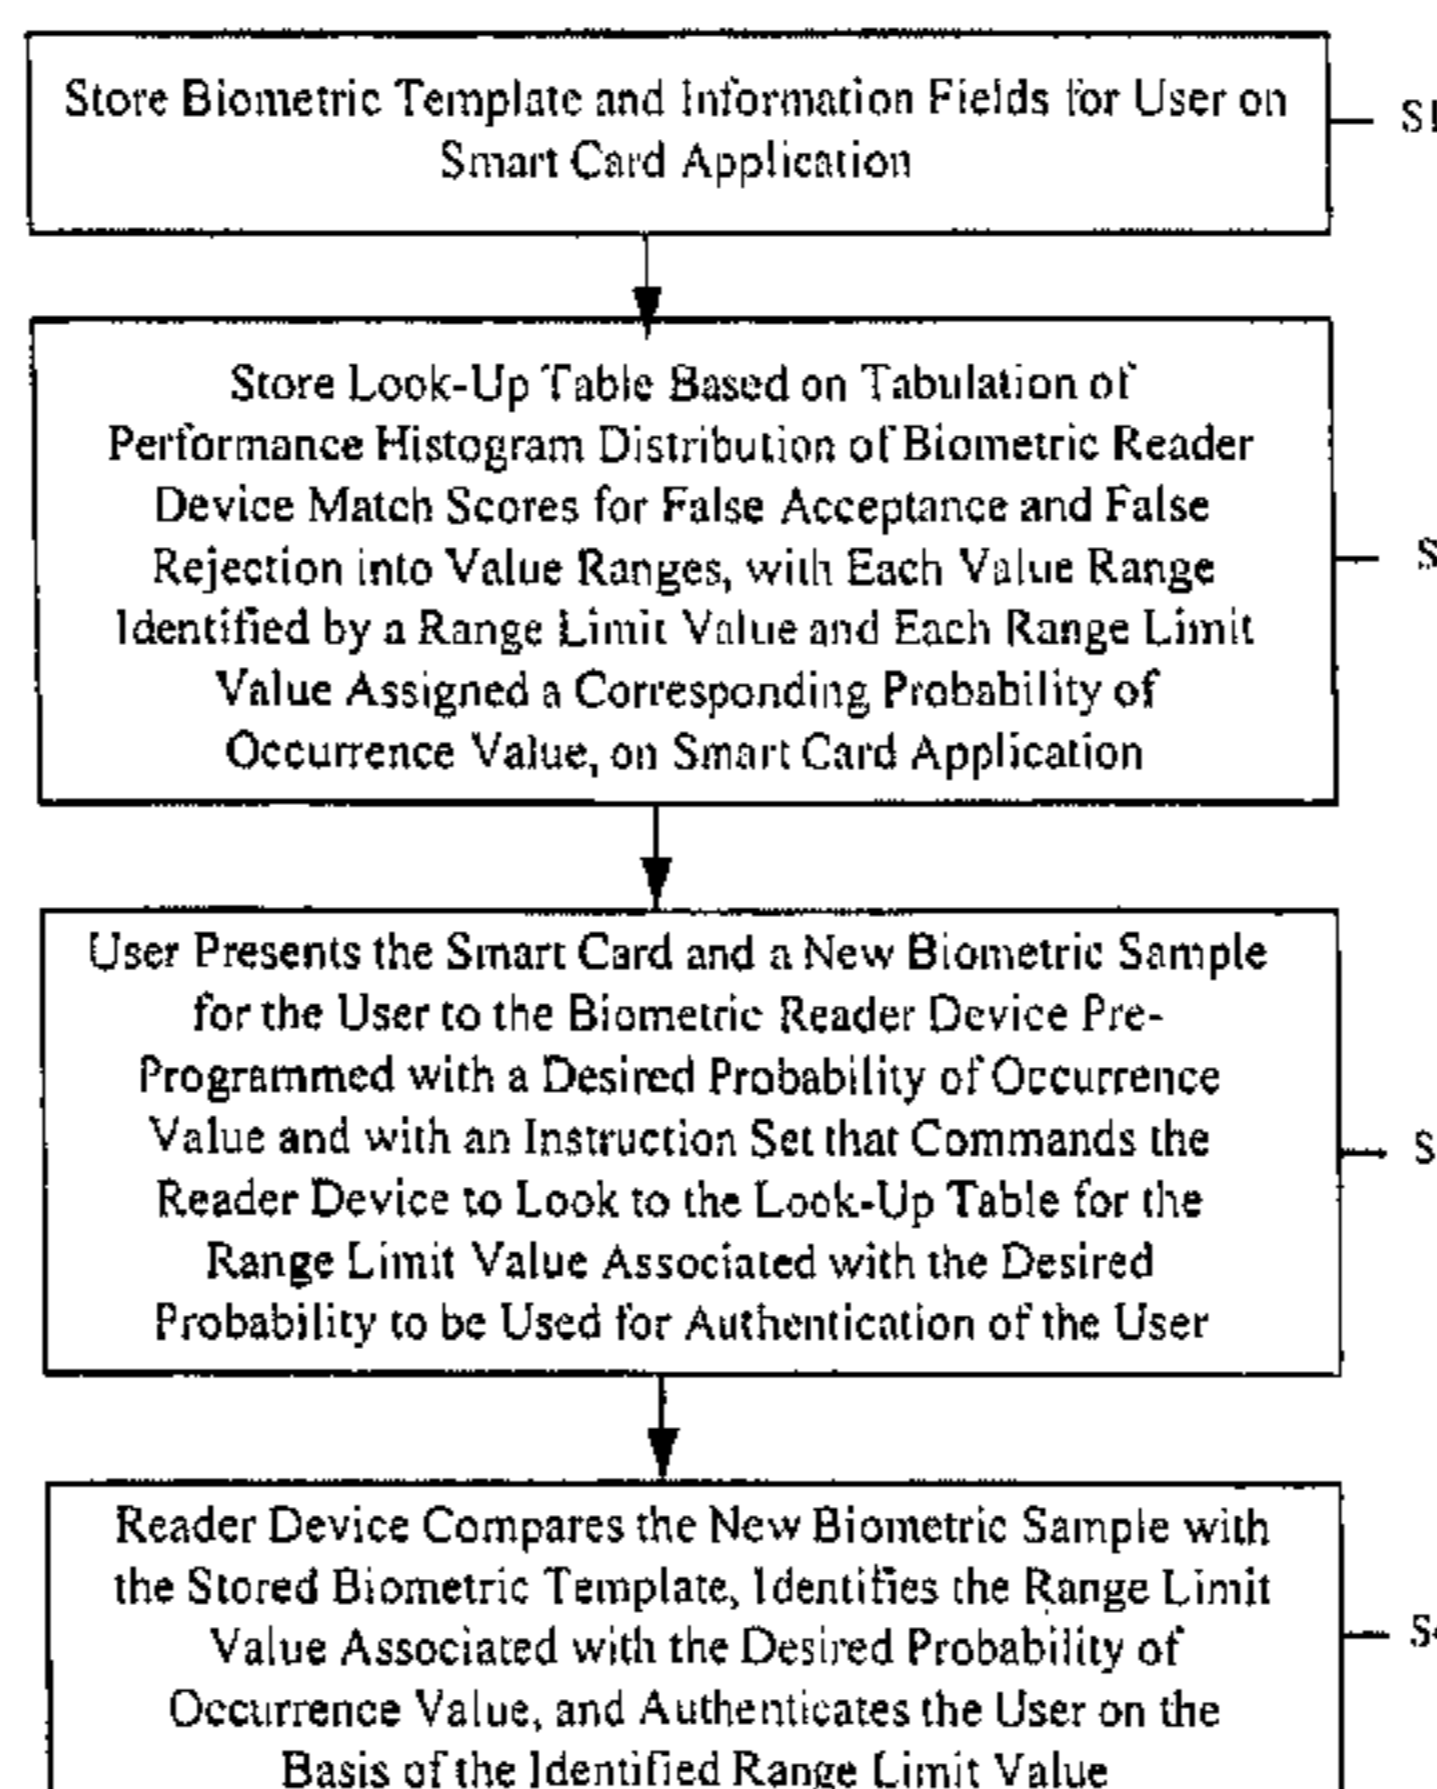 Store Biometric Template and Information Fields for User on
Smart Card Application
S1
Store Look-Up Table Based on Tabulation of
Performance Histogram Distribution of Biometric Reader
Device Match Scores for False Acceptance and False
Rejection into Value Ranges, with Each Value Range
Identified by a Range Limit Value and Each Range Limit
Value Assigned a Corresponding Probability of
Occurrence Value, on Smart Card Application
S
User Presents the Smart Card and a New Biometric Sample
for the User to the Biometric Reader Device Pre-
Programmed with a Desired Probability of Occurrence
Value and with an Instruction Set that Commands the
Reader Device to Look to the Look-Up Table for the
Range Limit Value Associated with the Desired
Probability to be Used for Authentication of the User
S
Reader Device Compares the New Biometric Sample with
the Stored Biometric Template, Identifies the Range Limit
Value Associated with the Desired Probability of
Occurrence Value, and Authenticates the User on the
Basis of the Identified Range Limit Value
S4